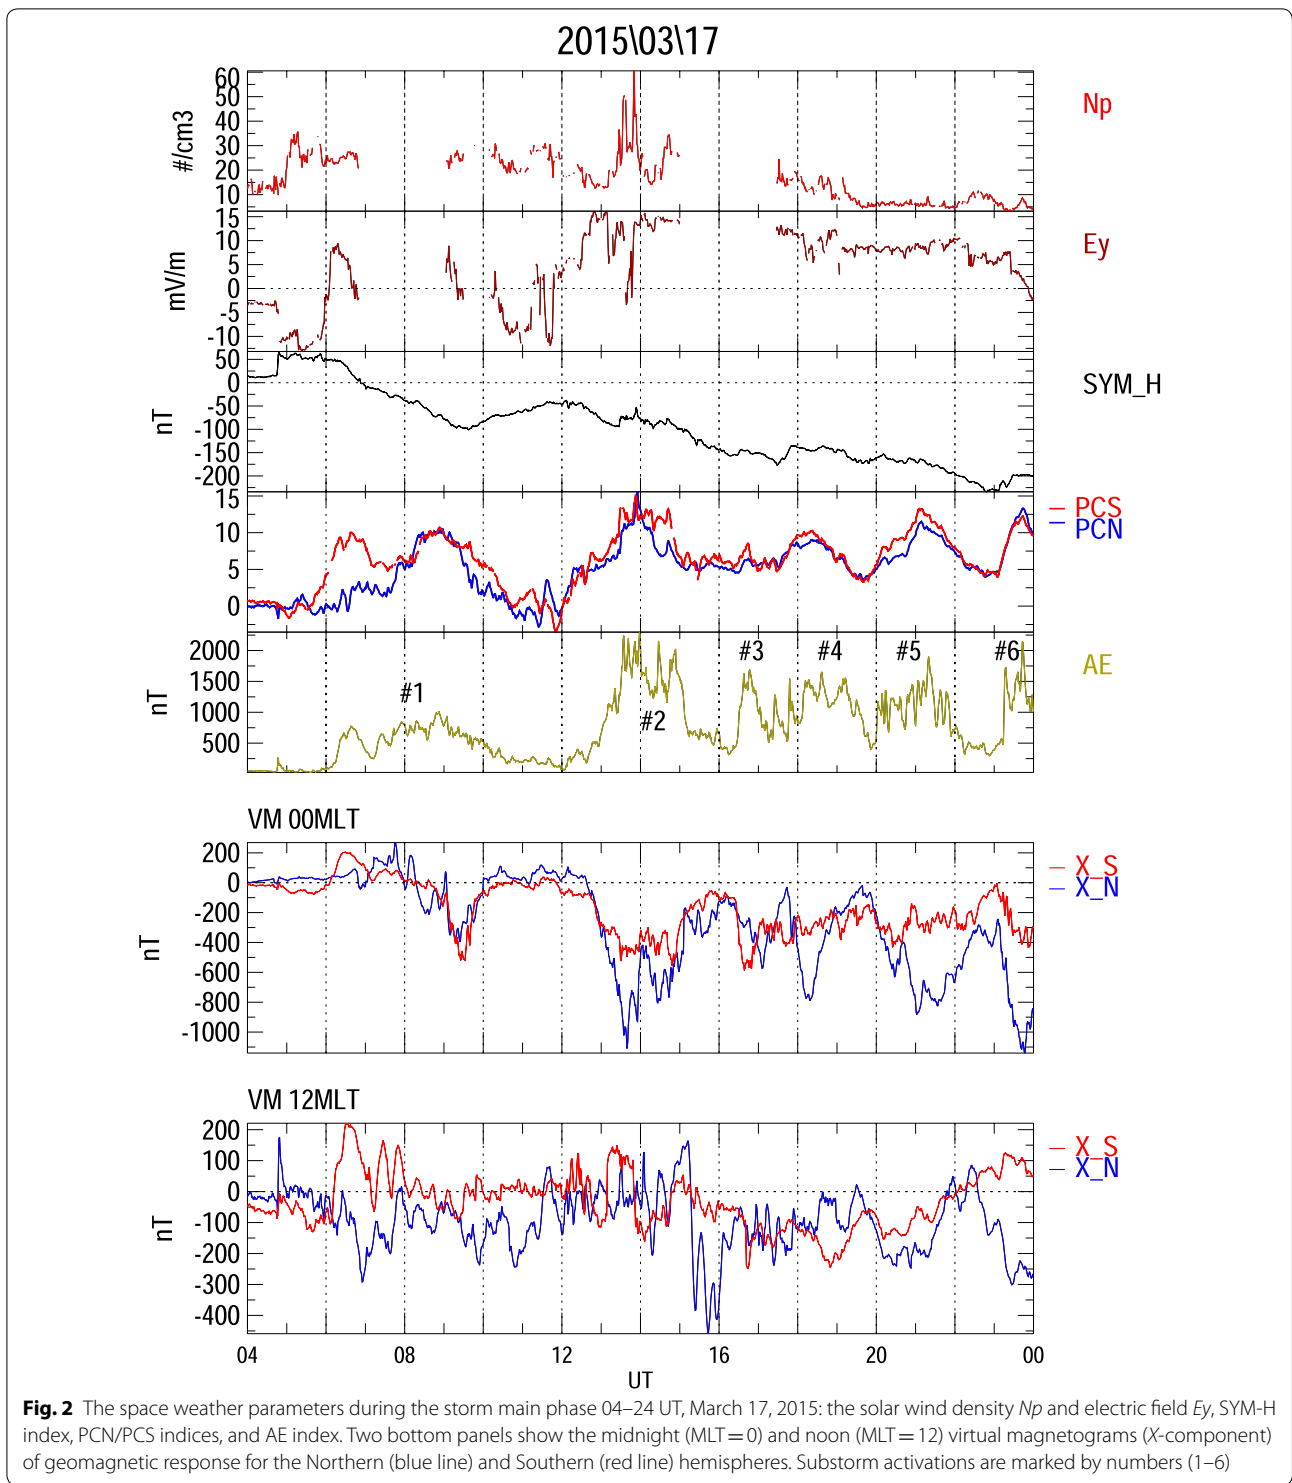 2015\03\17
60
50
40
30
20
10
#/cm3
Np
15
10
5
0
-5
-10
mV/m
Ey
50
0
-50
-100
-150
-200
nT
SYM_H
15
10
5
0
PCS
PCN
2000
1500
1000
500
nT
#1
#2
#3
#4
#5
#6
AE
VM 00MLT
200
0
-200
-400
-600
-800
-1000
nT
X_S
X_N
VM 12MLT
200
100
0
-100
-200
-300
-400
nT
X_S
X_N
04 08 12 16 20 00
UT
Fig. 2 The space weather parameters during the storm main phase 04–24 UT, March 17, 2015: the solar wind density Np and electric field Ey, SYM-H
index, PCN/PCS indices, and AE index. Two bottom panels show the midnight (MLT = 0) and noon (MLT = 12) virtual magnetograms (X-component)
of geomagnetic response for the Northern (blue line) and Southern (red line) hemispheres. Substorm activations are marked by numbers (1–6)